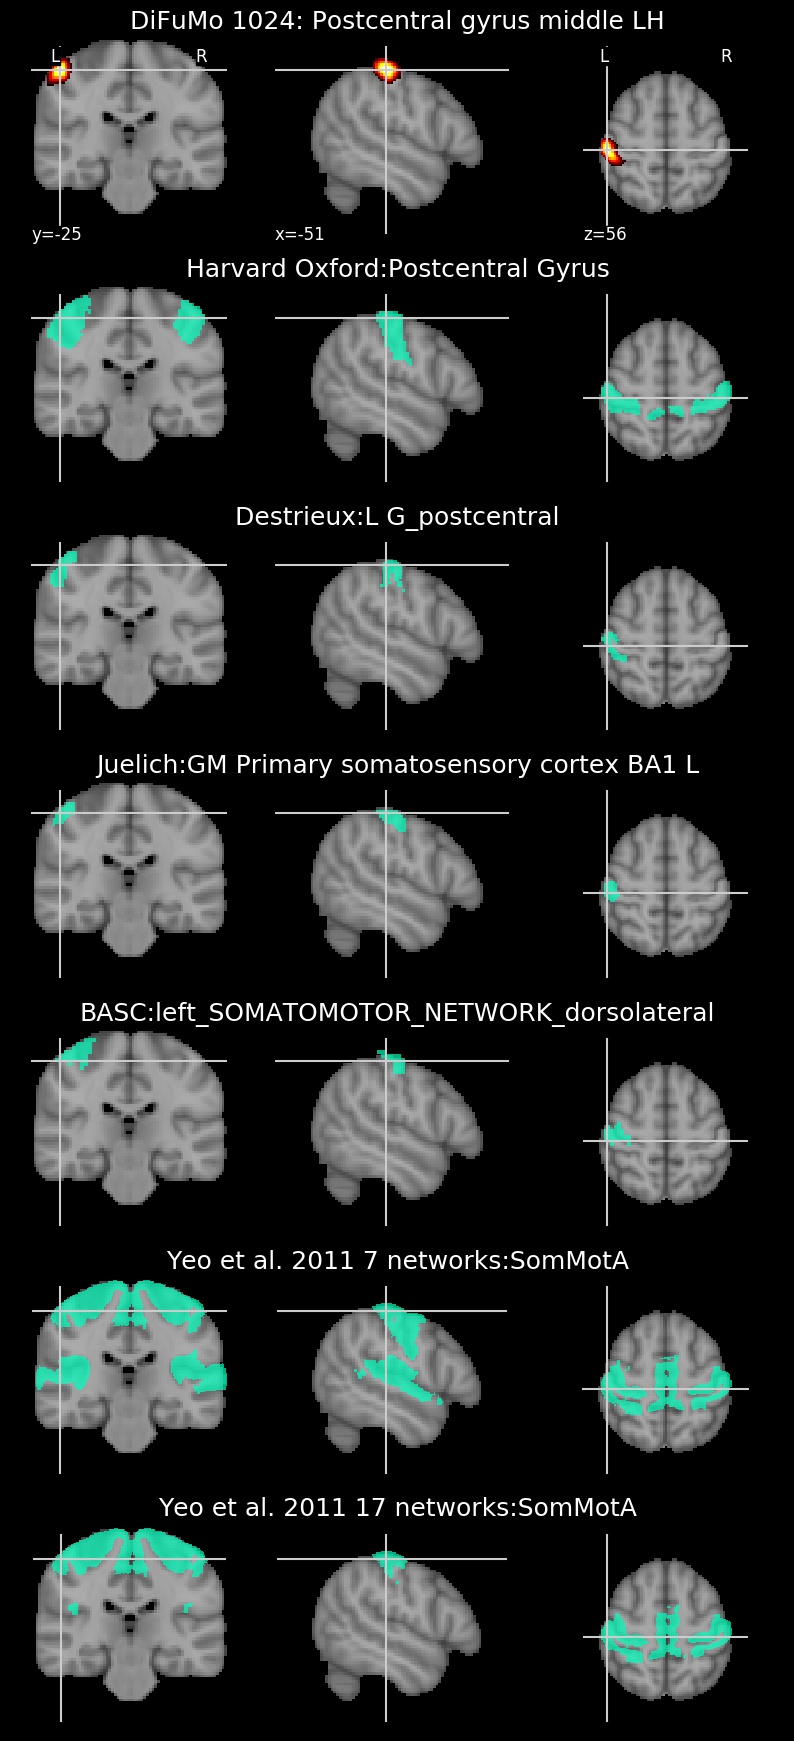 DiFuMo 1024: Postcentral gyrus middle LH
L R L R
y=-25 x=-51 z=56
Harvard Oxford:Postcentral Gyrus
Destrieux:L G_postcentral
Juelich:GM Primary somatosensory cortex BA1 L
BASC:left_SOMATOMOTOR_NETWORK_dorsolateral
Yeo et al. 2011 7 networks:SomMotA
Yeo et al. 2011 17 networks:SomMotA